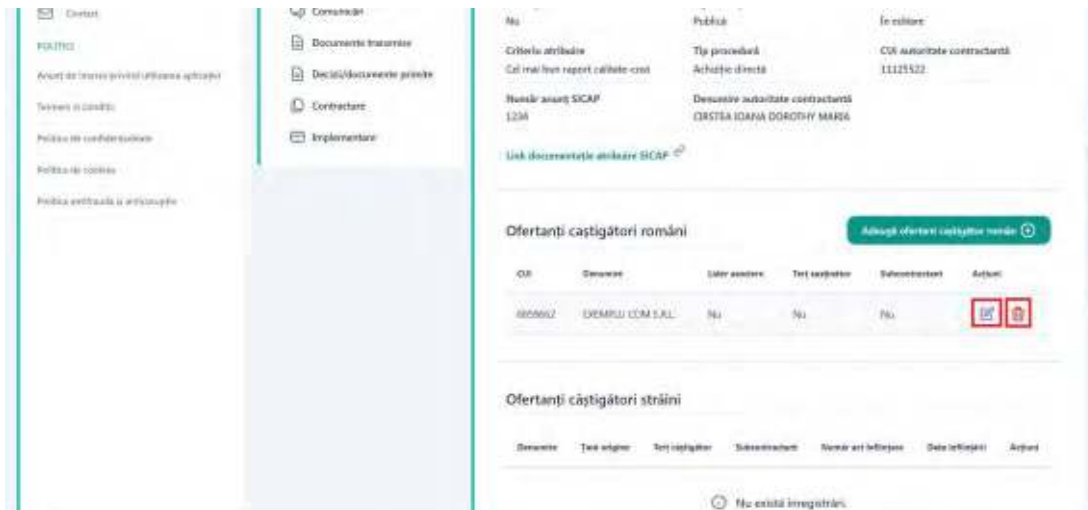 Contact
POLITICI
Anunț de interes privind utilizarea aplicației
Termeni și condiții
Politica de confidențialitate
Politica de cookies
Politica antifraudă și anticorupție
Comunicări
Documente transmise
Decizii/documente primite
Contractare
Implementare
Nu
Publică
În editare
Criteriu atribuire
Tip procedură
CUI autoritate contractantă
Cel mai bun raport calitate-cost
Achiziție directă
11125522
Număr anunț SICAP
Denumire autoritate contractantă
1234
CIRSTEA IOANA DOROTHY MARIA
Link documentație atribuire SICAP
Ofertanți castigători români
Adaugă ofertant castigător român
CUI
Denumire
Lider asociere
Terț susținător
Subcontractant
Acțiuni
EXEMPLU COM S.R.L.
Nu
Nu
Nu
Ofertanți câștigători străini
Denumire
Țară origine
Terț câștigător
Subcontractant
Număr act înființare
Data înființării
Acțiuni
Nu există înregistrări.